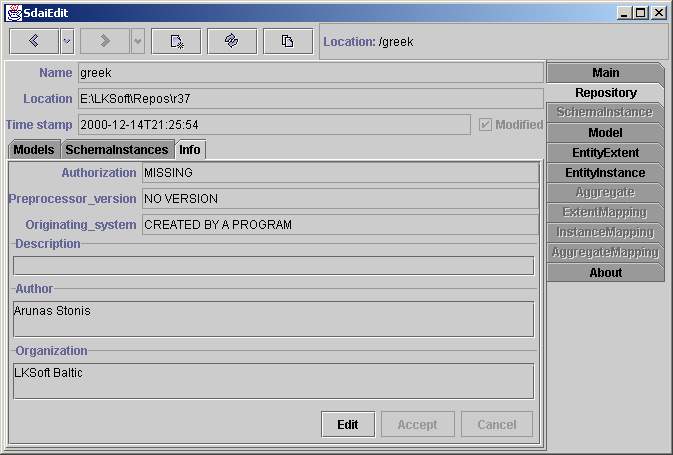 SdaiEdit
Location: /greek
Name greek
Location E:\LKSoft\Repos\r37
Time stamp 2000-12-14T21:25:54 Modified
Models SchemaInstances Info
Authorization MISSING
Preprocessor_version NO VERSION
Originating_system CREATED BY A PROGRAM
Description
Author
Arunas Stonis
Organization
LKSoft Baltic
Edit Accept Cancel
Main
Repository
SchemaInstance
Model
EntityExtent
EntityInstance
Aggregate
ExtentMapping
InstanceMapping
AggregateMapping
About